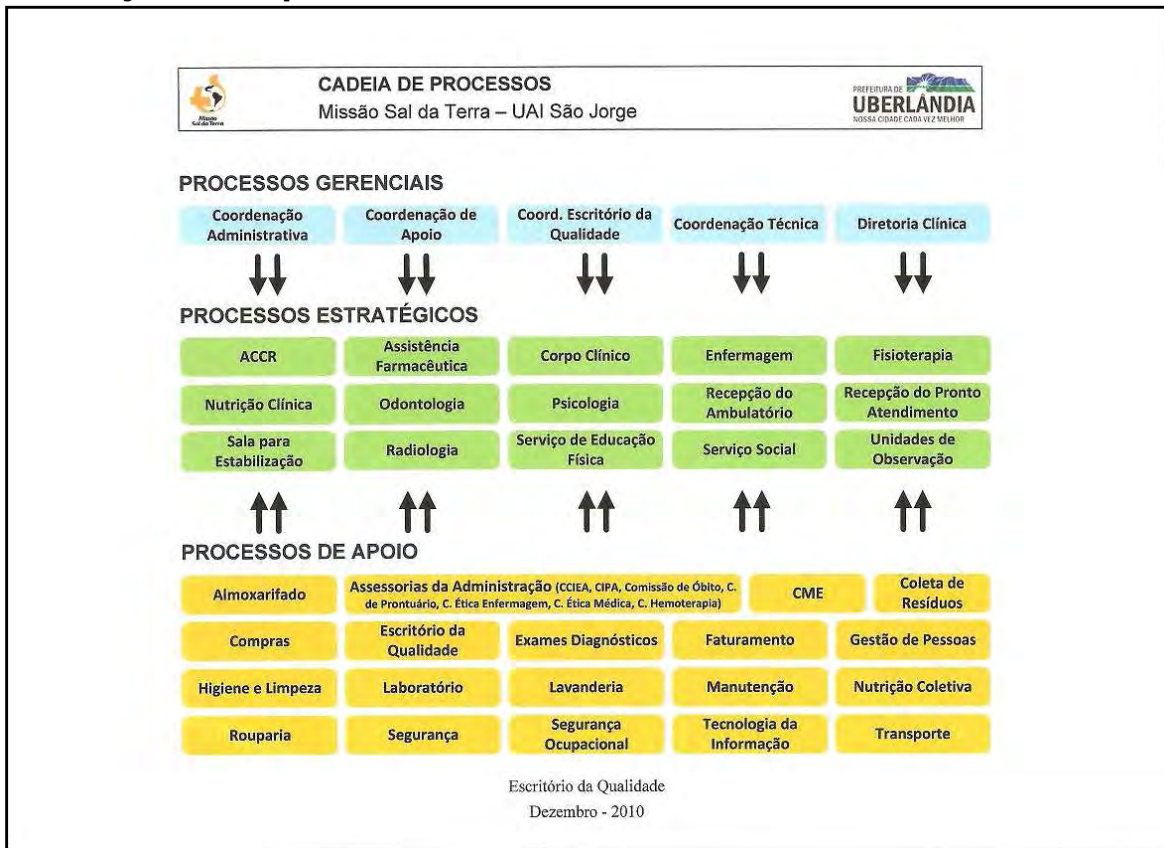 CADEIA DE PROCESSOS
Missão Sal da Terra – UAI São Jorge
Missão
Sal da Terra
PREFEITURA DE
UBERLÂNDIA
NOSSA CIDADE CADA VEZ MELHOR
PROCESSOS GERENCIAIS
Coordenação
Administrativa
Coordenação de
Apoio
Coord. Escritório da
Qualidade
Coordenação Técnica
Diretoria Clínica
PROCESSOS ESTRATÉGICOS
ACCR
Assistência
Farmacêutica
Corpo Clínico
Enfermagem
Fisioterapia
Nutrição Clínica
Odontologia
Psicologia
Recepção do
Ambulatório
Recepção do Pronto
Atendimento
Sala para
Estabilização
Radiologia
Serviço de Educação
Física
Serviço Social
Unidades de
Observação
PROCESSOS DE APOIO
Almoxarifado
Assessorias da Administração (CCIEA, CIPA, Comissão de Óbito, C.
de Prontuário, C. Ética Enfermagem, C. Ética Médica, C. Hemoterapia)
CME
Coleta de
Resíduos
Compras
Escritório da
Qualidade
Exames Diagnósticos
Faturamento
Gestão de Pessoas
Higiene e Limpeza
Laboratório
Lavanderia
Manutenção
Nutrição Coletiva
Rouparia
Segurança
Segurança
Ocupacional
Tecnologia da
Informação
Transporte
Escritório da Qualidade
Dezembro - 2010